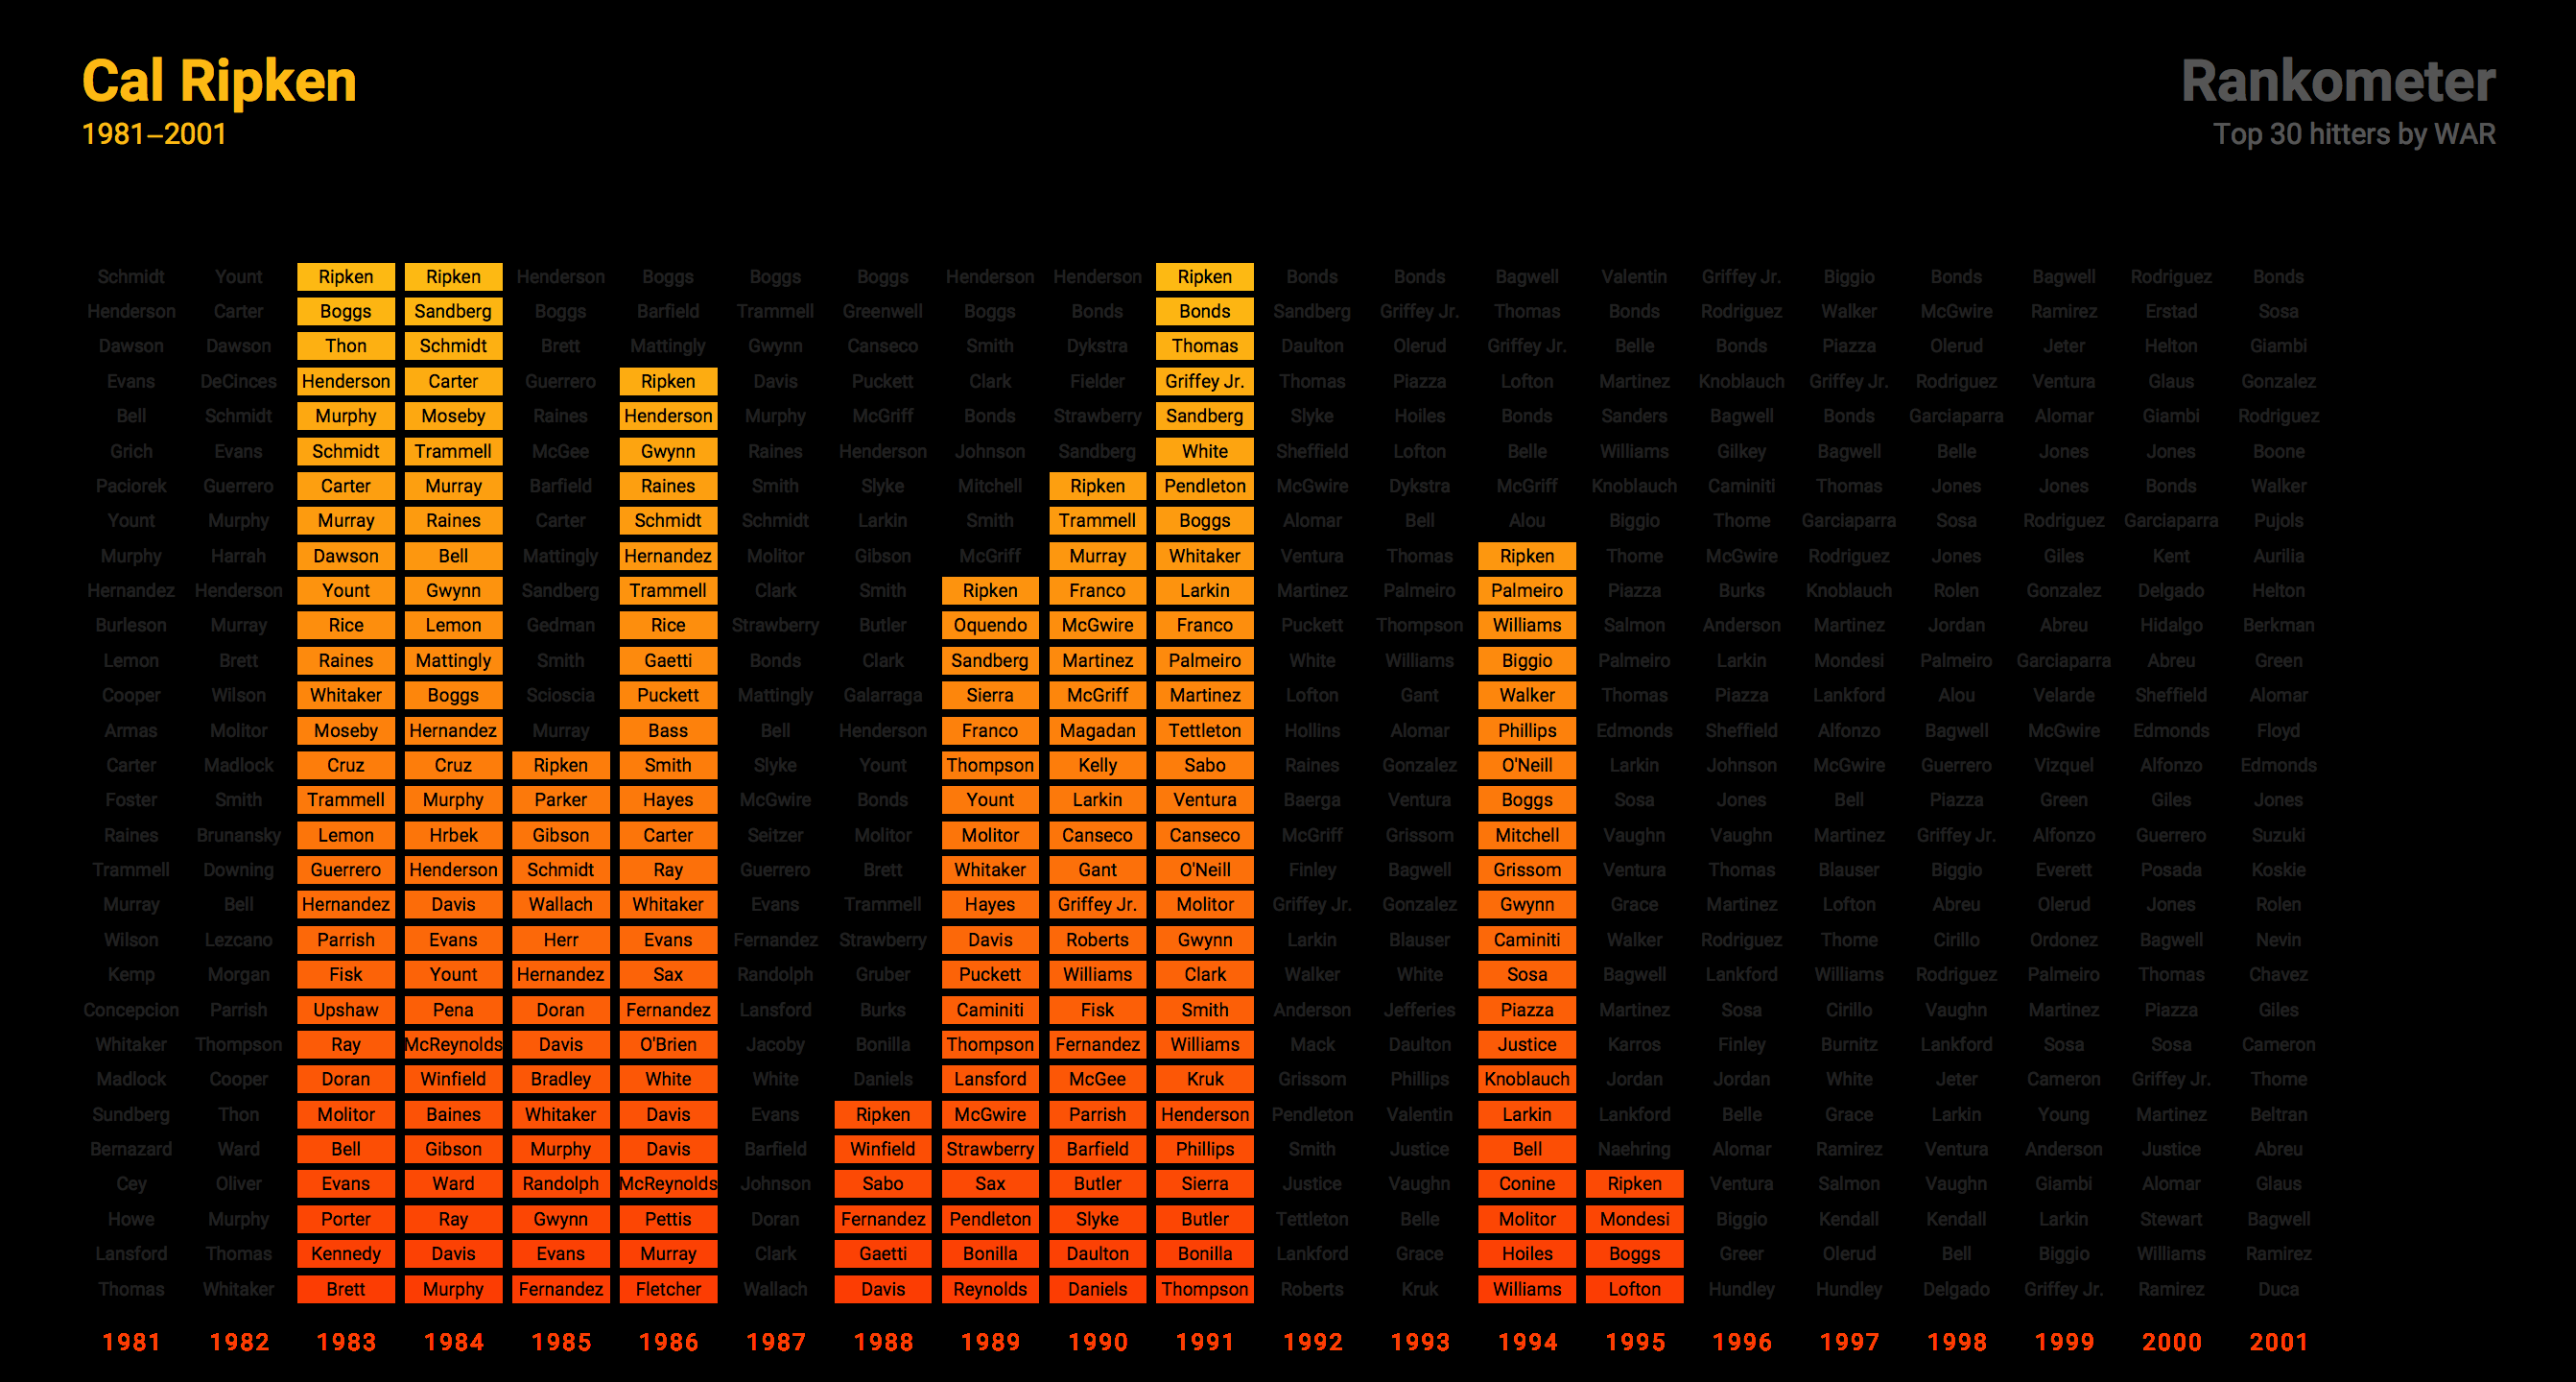 Cal Ripken
1981–2001
Rankometer
Top 30 hitters by WAR
Schmidt Yount Ripken Ripken Henderson Boggs Boggs Boggs Henderson Henderson Ripken Bonds Bonds Bagwell Valentin Griffey Jr. Biggio Bonds Bagwell Rodriguez Bonds
Henderson Carter Boggs Sandberg Boggs Barfield Trammell Greenwell Boggs Bonds Bonds Sandberg Griffey Jr. Thomas Bonds Rodriguez Walker McGwire Ramirez Erstad Sosa
Dawson Dawson Thon Schmidt Brett Mattingly Gwynn Canseco Smith Dykstra Thomas Daulton Olerud Griffey Jr. Belle Bonds Piazza Olerud Jeter Helton Giambi
Evans DeCinces Henderson Carter Guerrero Ripken Davis Puckett Clark Fielder Griffey Jr. Thomas Piazza Lofton Martinez Knoblauch Griffey Jr. Rodriguez Ventura Glaus Gonzalez
Bell Schmidt Murphy Moseby Raines Henderson Murphy McGriff Bonds Strawberry Sandberg Slyke Hoiles Bonds Sanders Bagwell Bonds Garciaparra Alomar Giambi Rodriguez
Grich Evans Schmidt Trammell McGee Gwynn Raines Henderson Johnson Sandberg White Sheffield Lofton Belle Williams Gilkey Bagwell Belle Jones Jones Boone
Paciorek Guerrero Carter Murray Barfield Raines Smith Slyke Mitchell Ripken Pendleton McGwire Dykstra McGriff Knoblauch Caminiti Thomas Jones Jones Bonds Walker
Yount Murphy Murray Raines Carter Schmidt Schmidt Larkin Smith Trammell Boggs Alomar Bell Alou Biggio Thome Garciaparra Sosa Rodriguez Garciaparra Pujols
Murphy Harrah Dawson Bell Mattingly Hernandez Molitor Gibson McGriff Murray Whitaker Ventura Thomas Ripken Thome McGwire Rodriguez Jones Giles Kent Aurilia
Hernandez Henderson Yount Gwynn Sandberg Trammell Clark Smith Ripken Franco Larkin Martinez Palmeiro Palmeiro Piazza Burks Knoblauch Rolen Gonzalez Delgado Helton
Burleson Murray Rice Lemon Gedman Rice Strawberry Butler Oquendo McGwire Franco Puckett Thompson Williams Salmon Anderson Martinez Jordan Abreu Hidalgo Berkman
Lemon Brett Raines Mattingly Smith Gaetti Bonds Clark Sandberg Martinez Palmeiro White Williams Biggio Palmeiro Larkin Mondesi Palmeiro Garciaparra Abreu Green
Cooper Wilson Whitaker Boggs Scioscia Puckett Mattingly Galarraga Sierra McGriff Martinez Lofton Gant Walker Thomas Piazza Lankford Alou Velarde Sheffield Alomar
Armas Molitor Moseby Hernandez Murray Bass Bell Henderson Franco Magadan Tettleton Hollins Alomar Phillips Edmonds Sheffield Alfonzo Bagwell McGwire Edmonds Floyd
Carter Madlock Cruz Cruz Ripken Smith Slyke Yount Thompson Kelly Sabo Raines Gonzalez O'Neill Larkin Johnson McGwire Guerrero Vizquel Alfonzo Edmonds
Foster Smith Trammell Murphy Parker Hayes McGwire Bonds Yount Larkin Ventura Baerga Ventura Boggs Sosa Jones Bell Piazza Green Giles Jones
Raines Brunansky Lemon Hrbek Gibson Carter Seitzer Molitor Molitor Canseco Canseco McGriff Grissom Mitchell Vaughn Vaughn Martinez Griffey Jr. Alfonzo Guerrero Suzuki
Trammell Downing Guerrero Henderson Schmidt Ray Guerrero Brett Whitaker Gant O'Neill Finley Bagwell Grissom Ventura Thomas Blauser Biggio Everett Posada Koskie
Murray Bell Hernandez Davis Wallach Whitaker Evans Trammell Hayes Griffey Jr. Molitor Griffey Jr. Gonzalez Gwynn Grace Martinez Lofton Abreu Olerud Jones Rolen
Wilson Lezcano Parrish Evans Herr Evans Fernandez Strawberry Davis Roberts Gwynn Larkin Blauser Caminiti Walker Rodriguez Thome Cirillo Ordonez Bagwell Nevin
Kemp Morgan Fisk Yount Hernandez Sax Randolph Gruber Puckett Williams Clark Walker White Sosa Bagwell Lankford Williams Rodriguez Palmeiro Thomas Chavez
Concepcion Parrish Upshaw Pena Doran Fernandez Lansford Burks Caminiti Fisk Smith Anderson Jefferies Piazza Martinez Sosa Cirillo Vaughn Martinez Piazza Giles
Whitaker Thompson Ray McReynolds Davis O'Brien Jacoby Bonilla Thompson Fernandez Williams Mack Daulton Justice Karros Finley Burnitz Lankford Sosa Sosa Cameron
Madlock Cooper Doran Winfield Bradley White White Daniels Lansford McGee Kruk Grissom Phillips Knoblauch Jordan Jordan White Jeter Cameron Griffey Jr. Thome
Sundberg Thon Molitor Baines Whitaker Davis Evans Ripken McGwire Parrish Henderson Pendleton Valentin Larkin Lankford Belle Grace Larkin Young Martinez Beltran
Bernazard Ward Bell Gibson Murphy Davis Barfield Winfield Strawberry Barfield Phillips Smith Justice Bell Naehring Alomar Ramirez Ventura Anderson Justice Abreu
Cey Oliver Evans Ward Randolph McReynolds Johnson Sabo Sax Butler Sierra Justice Vaughn Conine Ripken Ventura Salmon Vaughn Giambi Alomar Glaus
Howe Murphy Porter Ray Gwynn Pettis Doran Fernandez Pendleton Slyke Butler Tettleton Belle Molitor Mondesi Biggio Kendall Kendall Larkin Stewart Bagwell
Lansford Thomas Kennedy Davis Evans Murray Clark Gaetti Bonilla Daulton Bonilla Lankford Grace Hoiles Boggs Greer Olerud Bell Biggio Williams Ramirez
Thomas Whitaker Brett Murphy Fernandez Fletcher Wallach Davis Reynolds Daniels Thompson Roberts Kruk Williams Lofton Hundley Hundley Delgado Griffey Jr. Ramirez Duca
1981 1982 1983 1984 1985 1986 1987 1988 1989 1990 1991 1992 1993 1994 1995 1996 1997 1998 1999 2000 2001